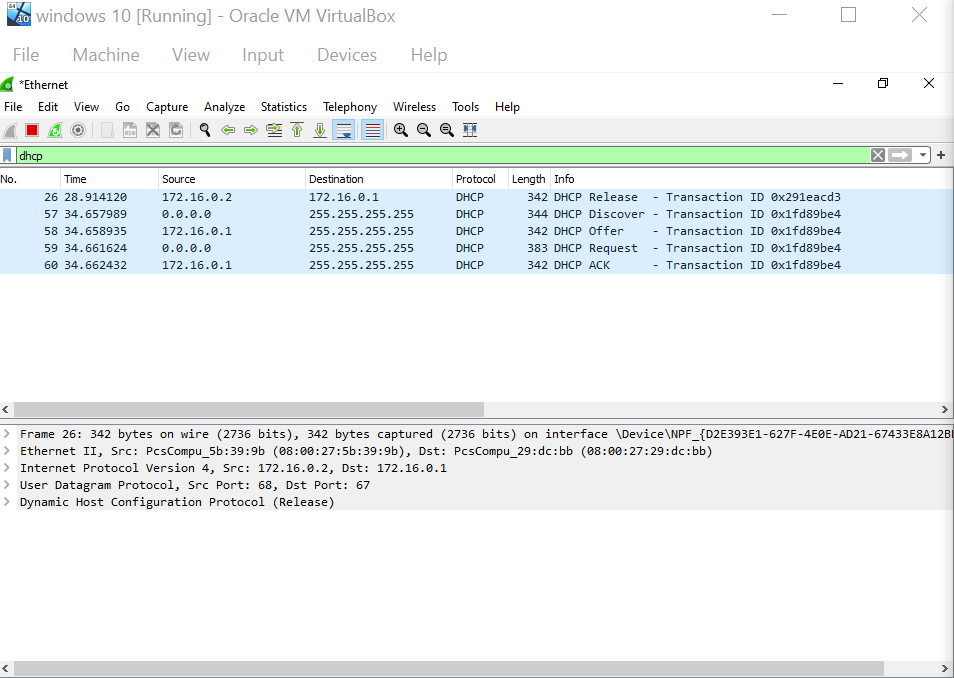 windows 10 [Running] - Oracle VM VirtualBox
File Machine View Input Devices Help
*Ethernet
File Edit View Go Capture Analyze Statistics Telephony Wireless Tools Help
dhcp
No. Time Source Destination Protocol Length Info
26 28.914120 172.16.0.2 172.16.0.1 DHCP 342 DHCP Release - Transaction ID 0x291eacd3
57 34.657989 0.0.0.0 255.255.255.255 DHCP 344 DHCP Discover - Transaction ID 0x1fd89be4
58 34.658935 172.16.0.1 255.255.255.255 DHCP 342 DHCP Offer - Transaction ID 0x1fd89be4
59 34.661624 0.0.0.0 255.255.255.255 DHCP 383 DHCP Request - Transaction ID 0x1fd89be4
60 34.662432 172.16.0.1 255.255.255.255 DHCP 342 DHCP ACK - Transaction ID 0x1fd89be4
Frame 26: 342 bytes on wire (2736 bits), 342 bytes captured (2736 bits) on interface \Device\NPF_{D2E393E1-627F-4E0E-AD21-67433E8A12B
Ethernet II, Src: PcsCompu_5b:39:9b (08:00:27:5b:39:9b), Dst: PcsCompu_29:dc:bb (08:00:27:29:dc:bb)
Internet Protocol Version 4, Src: 172.16.0.2, Dst: 172.16.0.1
User Datagram Protocol, Src Port: 68, Dst Port: 67
Dynamic Host Configuration Protocol (Release)